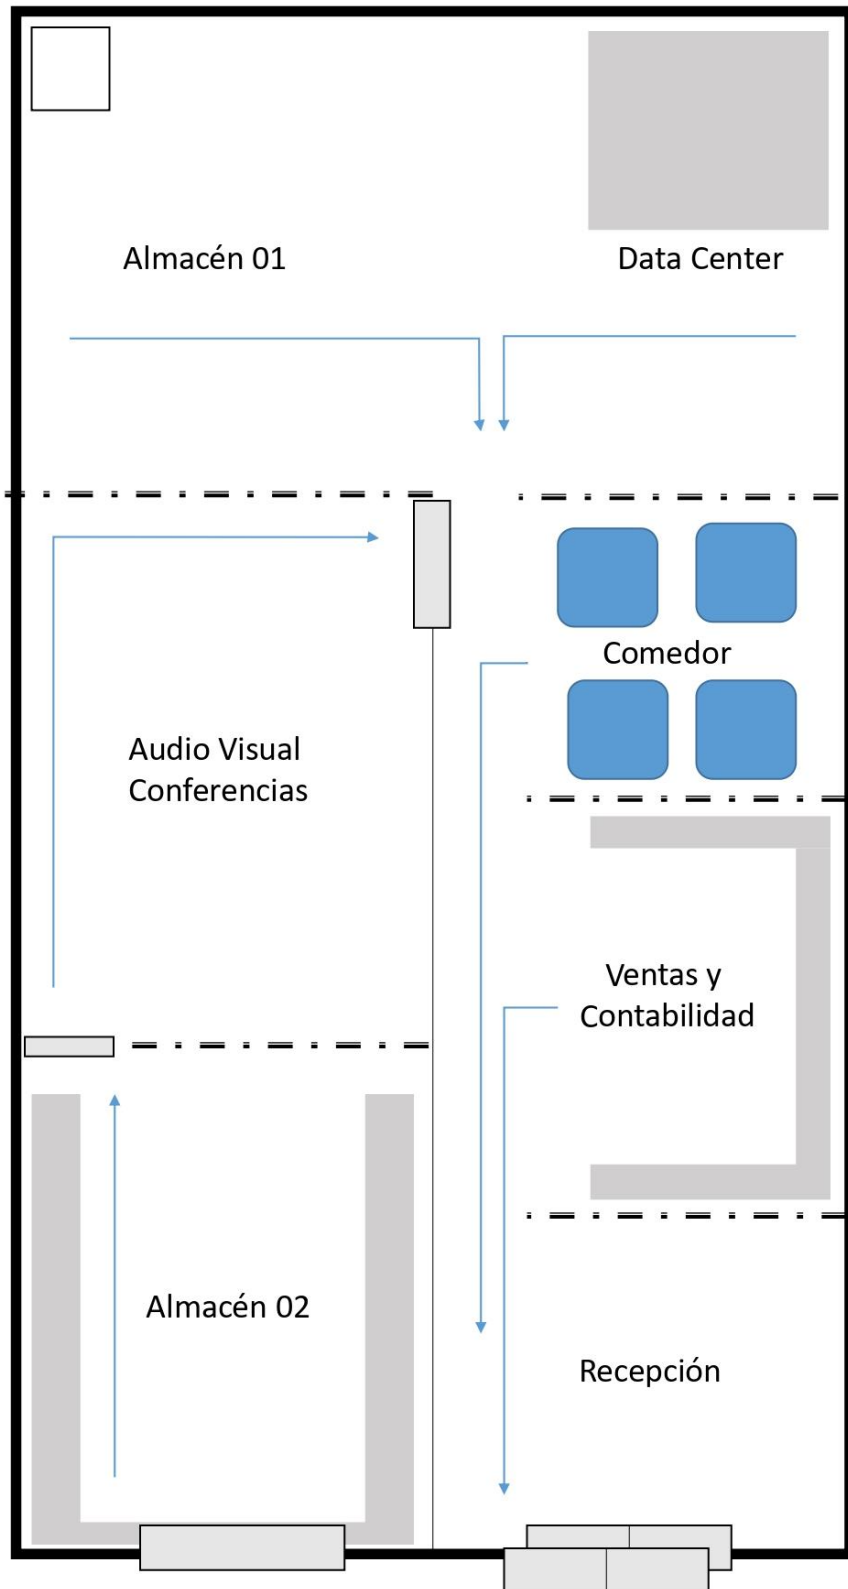 Almacén 01
Data Center
Comedor
Audio Visual
Conferencias
Ventas y
Contabilidad
Almacén 02
Recepción